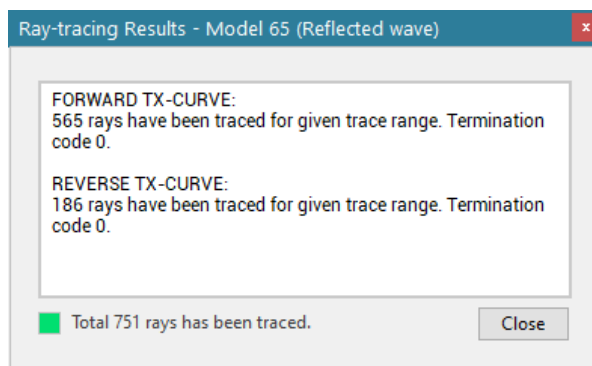 Ray-tracing Results - Model 65 (Reflected wave)
x
FORWARD TX-CURVE:
565 rays have been traced for given trace range. Termination
code 0.
REVERSE TX-CURVE:
186 rays have been traced for given trace range. Termination
code 0.
Total 751 rays has been traced.
Close